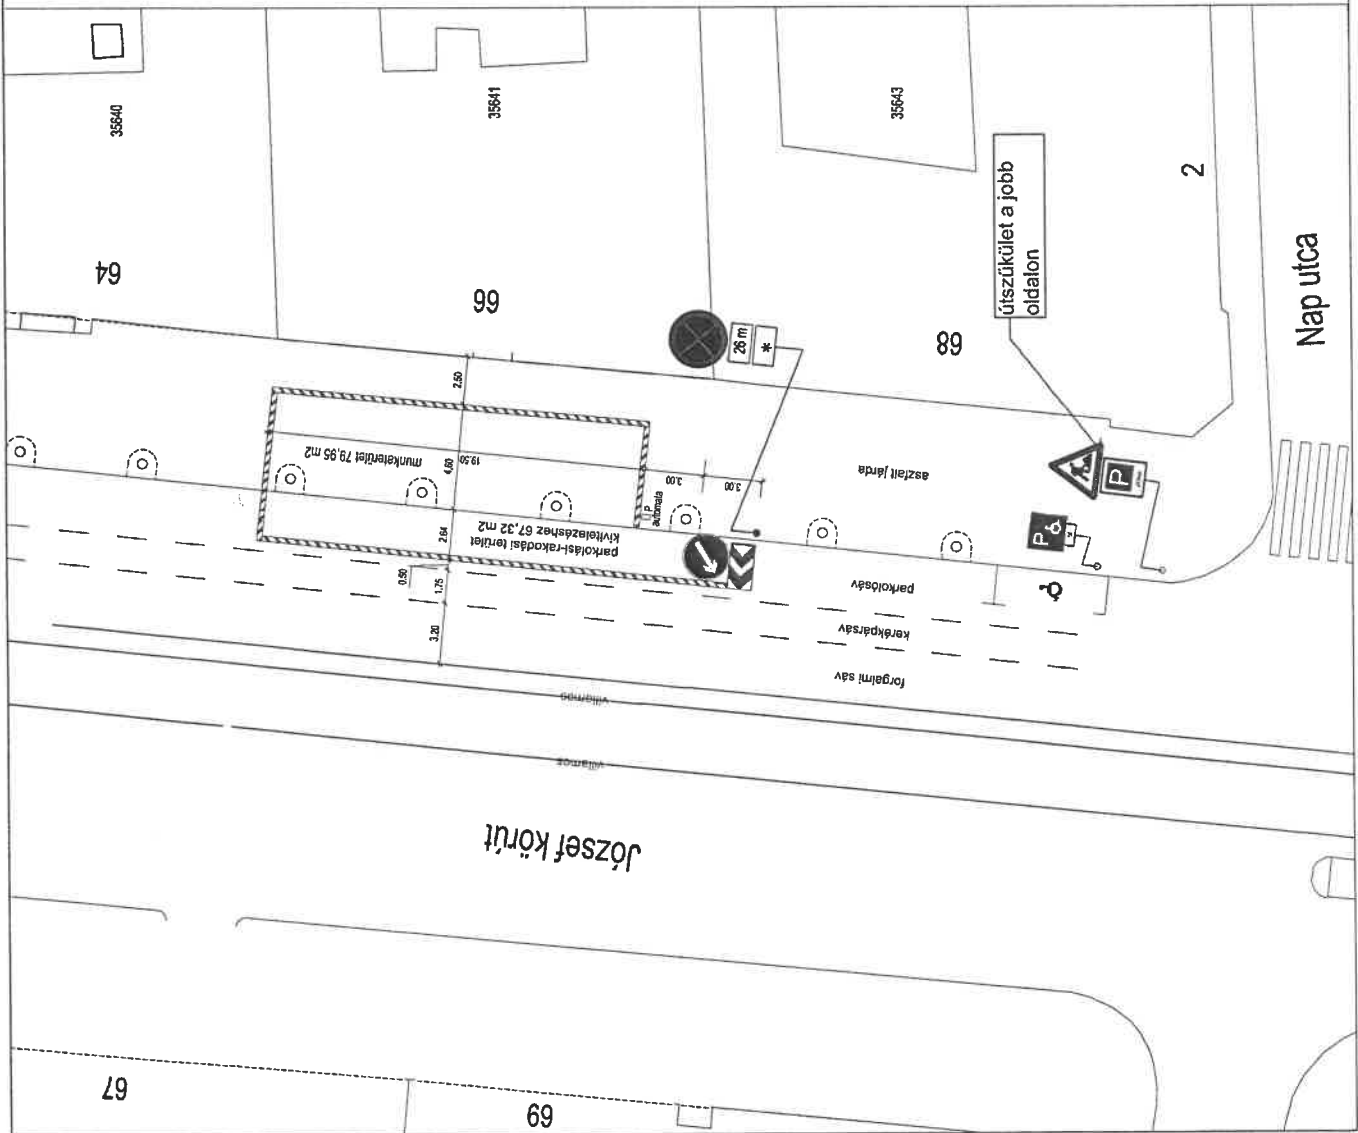 35640
35641
35643
64
66
68
2
Nap utca
útszűkület a jobb
oldalon
26 m
*
2,50
munkaterület 79,95 m2
4,60
19.50
3.00
3.00
P
automata
aszfalt járda
parkolási-rakodási terület
kivitelezéshez 67,32 m2
2.64
0.50
1.75
3.20
P
P
parkolósáv
kerékpársáv
forgalmi sáv
villamos
villamos
József körút
67
69